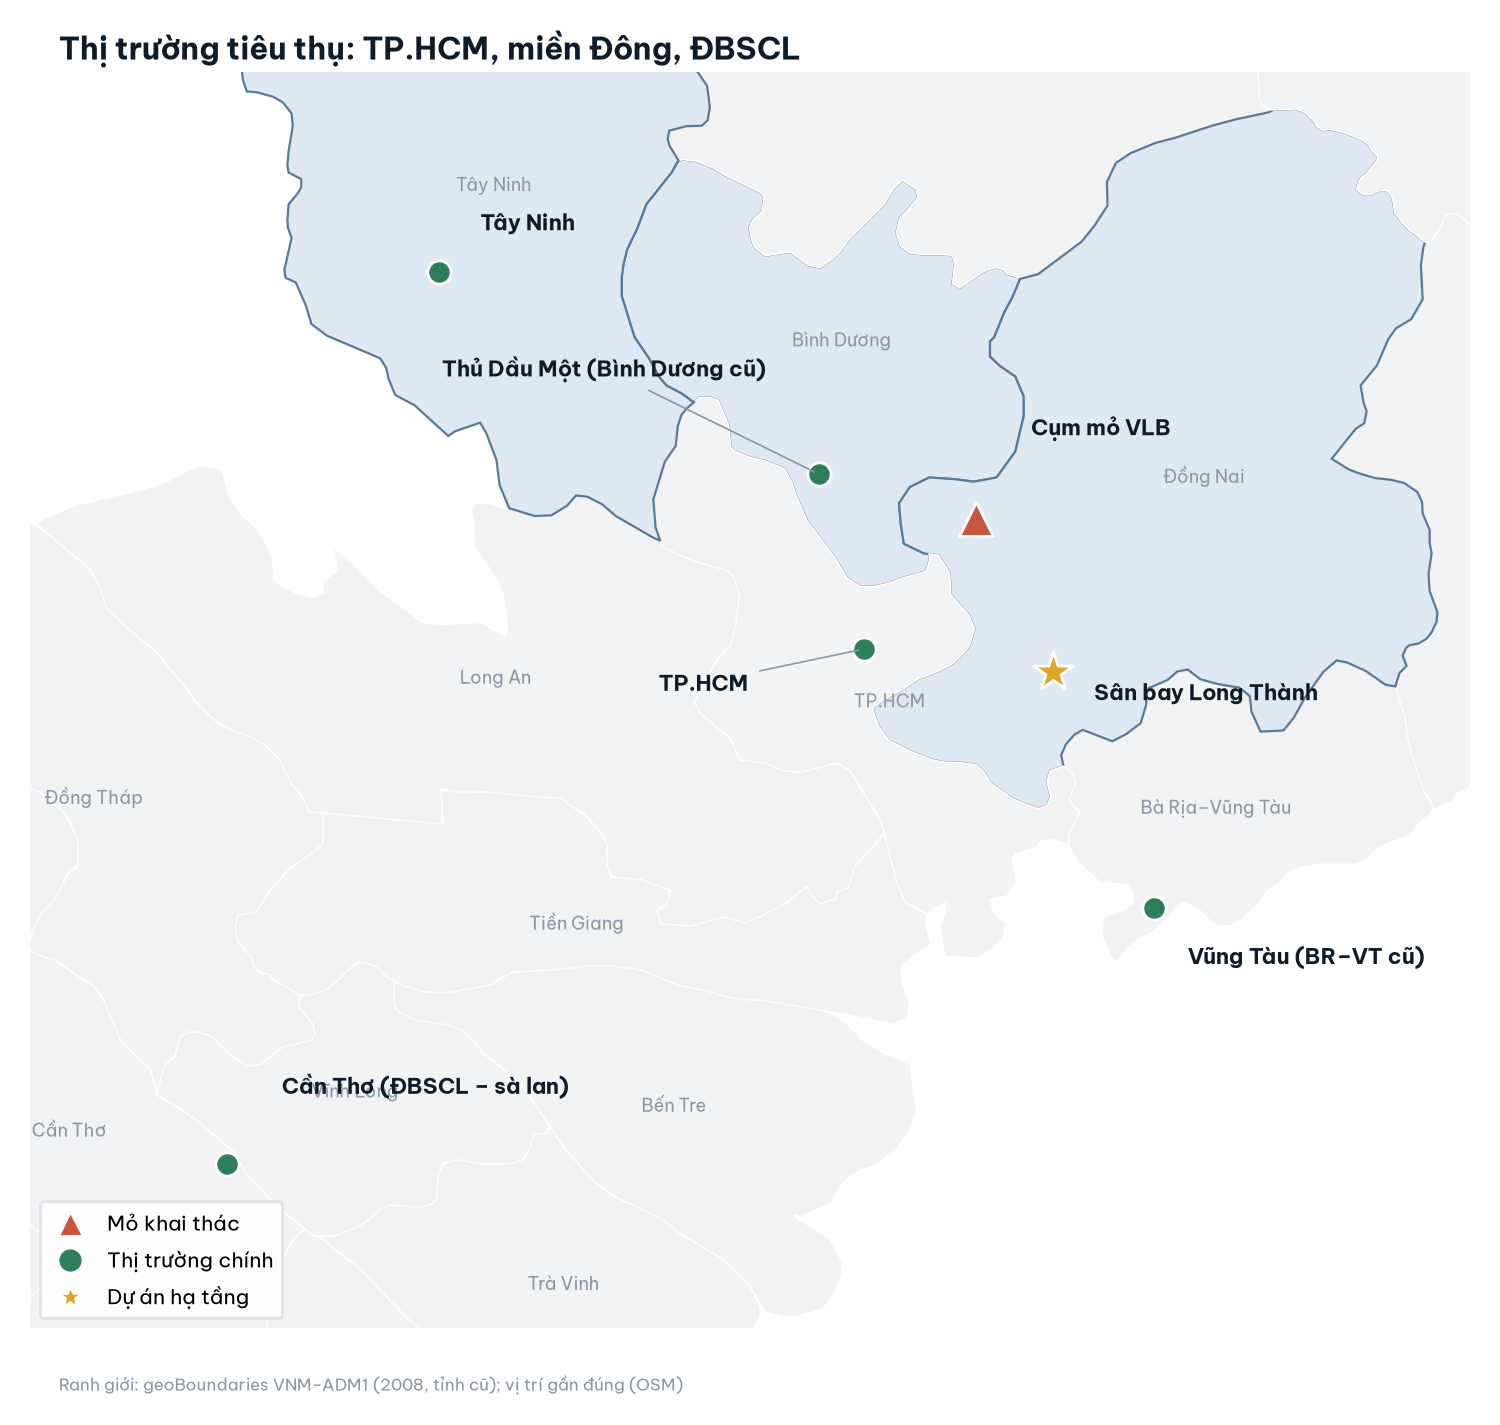 Thị trường tiêu thụ: TP.HCM, miền Đông, ĐBSCL
Tây Ninh
Tây Ninh
Bình Dương
Thủ Dầu Một (Bình Dương cũ)
Cụm mỏ VLB
Đồng Nai
Long An
TP.HCM
TP.HCM
Sân bay Long Thành
Đồng Tháp
Bà Rịa–Vũng Tàu
Tiền Giang
Vũng Tàu (BR–VT cũ)
Cần Thơ (ĐBSCL – sà lan)
Vĩnh Long
Bến Tre
Cần Thơ
Mỏ khai thác
Thị trường chính
Dự án hạ tầng
Trà Vinh
Ranh giới: geoBoundaries VNM-ADM1 (2008, tỉnh cũ); vị trí gần đúng (OSM)